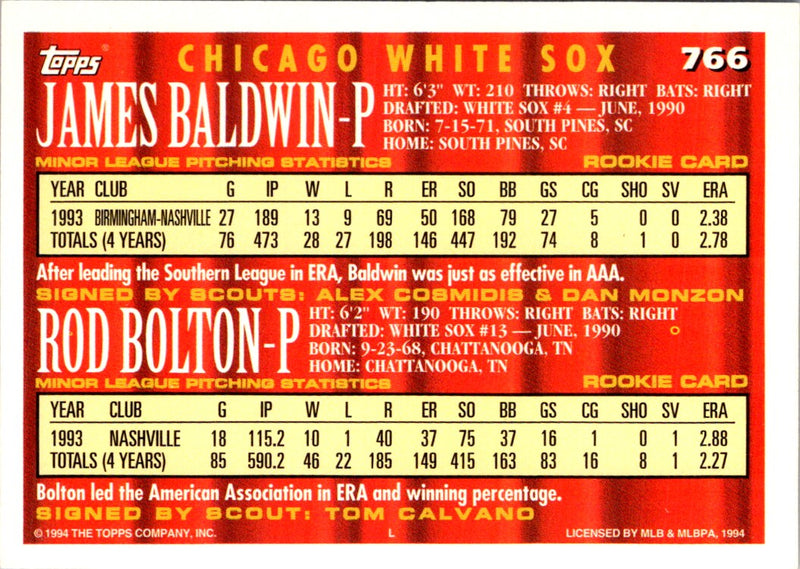 Topps CHICAGO WHITE SOX 766
JAMES BALDWIN-P
HT: 6'3" WT: 210 THROWS: RIGHT BATS: RIGHT
DRAFTED: WHITE SOX #4 — JUNE, 1990
BORN: 7-15-71, SOUTH PINES, SC
HOME: SOUTH PINES, SC
MINOR LEAGUE PITCHING STATISTICS ROOKIE CARD
YEAR CLUB G IP W L R ER SO BB GS CG SHO SV ERA
1993 BIRMINGHAM-NASHVILLE 27 189 13 9 69 50 168 79 27 5 0 0 2.38
TOTALS (4 YEARS) 76 473 28 27 198 146 447 192 74 8 1 0 2.78
After leading the Southern League in ERA, Baldwin was just as effective in AAA.
SIGNED BY SCOUTS: ALEX COSMIDIS & DAN MONZON
ROD BOLTON-P
HT: 6'2" WT: 190 THROWS: RIGHT BATS: RIGHT
DRAFTED: WHITE SOX #13 — JUNE, 1990
BORN: 9-23-68, CHATTANOOGA, TN
HOME: CHATTANOOGA, TN
MINOR LEAGUE PITCHING STATISTICS ROOKIE CARD
YEAR CLUB G IP W L R ER SO BB GS CG SHO SV ERA
1993 NASHVILLE 18 115.2 10 1 40 37 75 37 16 1 0 1 2.88
TOTALS (4 YEARS) 85 590.2 46 22 185 149 415 163 83 16 8 1 2.27
Bolton led the American Association in ERA and winning percentage.
SIGNED BY SCOUT: TOM CALVANO
© 1994 THE TOPPS COMPANY, INC. L LICENSED BY MLB & MLBPA, 1994